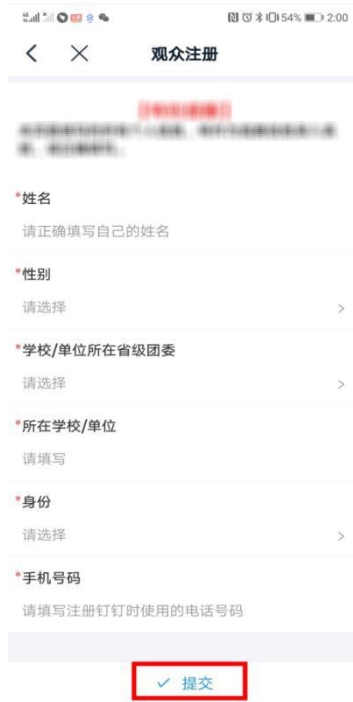 54% 2:00
观众注册
*姓名
请正确填写自己的姓名
*性别
请选择
*学校/单位所在省级团委
请选择
*所在学校/单位
请填写
*身份
请选择
*手机号码
请填写注册钉钉时使用的电话号码
提交